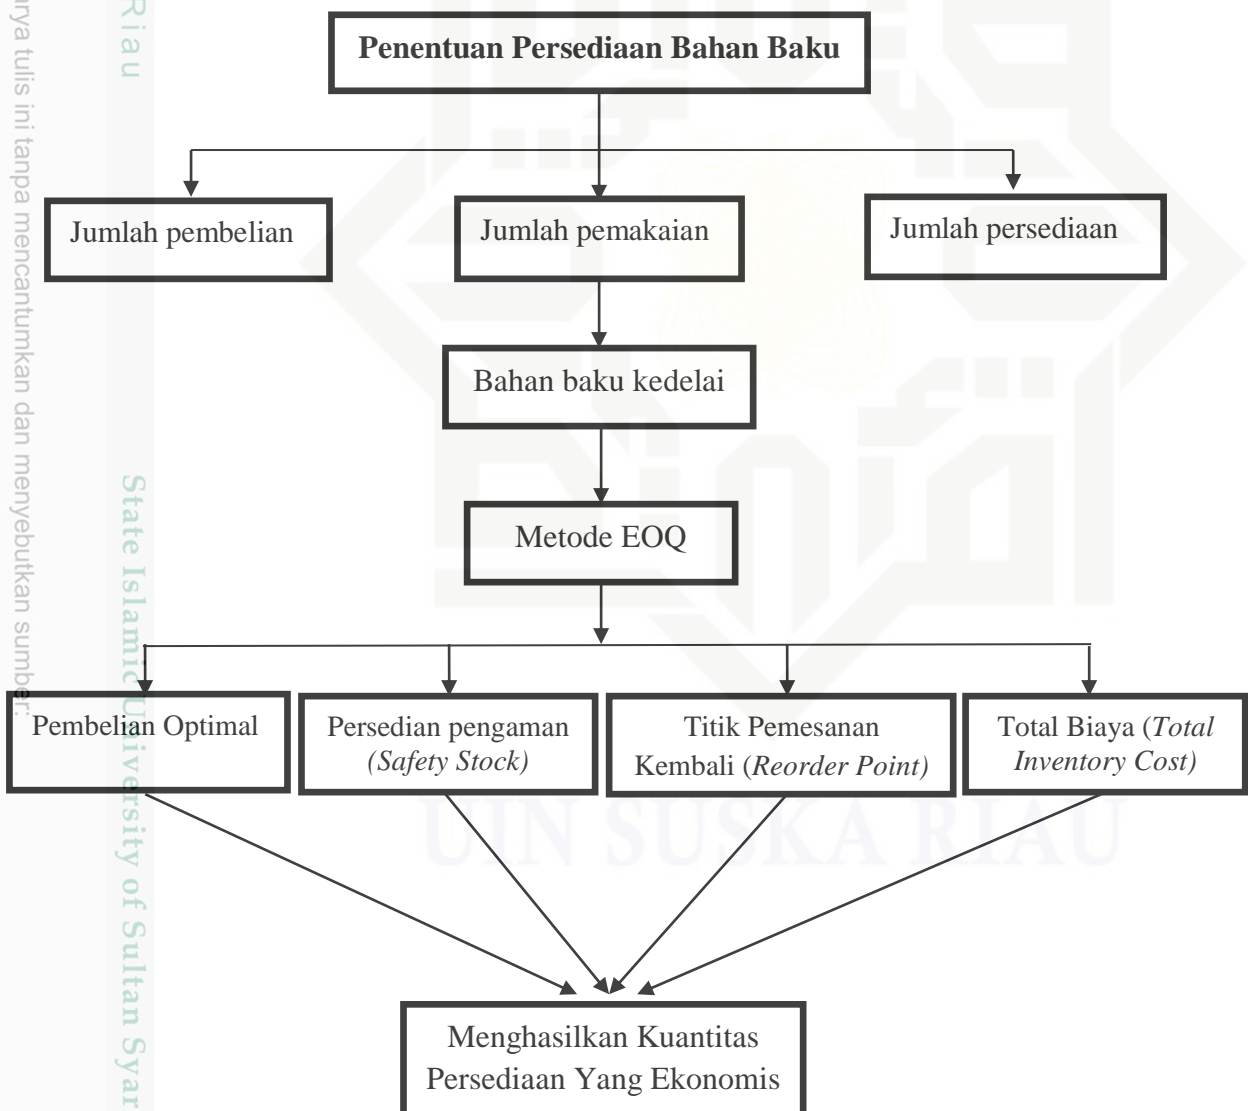 Riau
arya tulis ini tanpa mencantumkan dan menyebutkan sumber:
State Islamic University of Sultan Syar
Penentuan Persediaan Bahan Baku
Jumlah pembelian
Jumlah pemakaian
Jumlah persediaan
Bahan baku kedelai
Metode EOQ
Pembelian Optimal
Persedian pengaman
(Safety Stock)
Titik Pemesanan
Kembali (Reorder Point)
Total Biaya (Total
Inventory Cost)
UIN SUSKA RIAU
Menghasilkan Kuantitas
Persediaan Yang Ekonomis